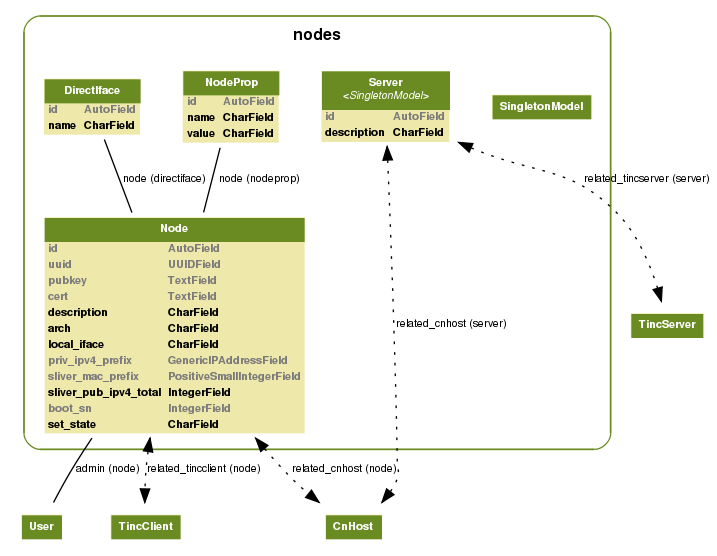 nodes
DirectIface
id AutoField
name CharField
NodeProp
id AutoField
name CharField
value CharField
Server
<SingletonModel>
id AutoField
description CharField
SingletonModel
node (directiface)
node (nodeprop)
related_tincserver (server)
Node
id AutoField
uuid UUIDField
pubkey TextField
cert TextField
description CharField
arch CharField
local_iface CharField
priv_ipv4_prefix GenericIPAddressField
sliver_mac_prefix PositiveSmallIntegerField
sliver_pub_ipv4_total IntegerField
boot_sn IntegerField
set_state CharField
related_cnhost (server)
TincServer
admin (node)
related_tincclient (node)
related_cnhost (node)
User
TincClient
CnHost